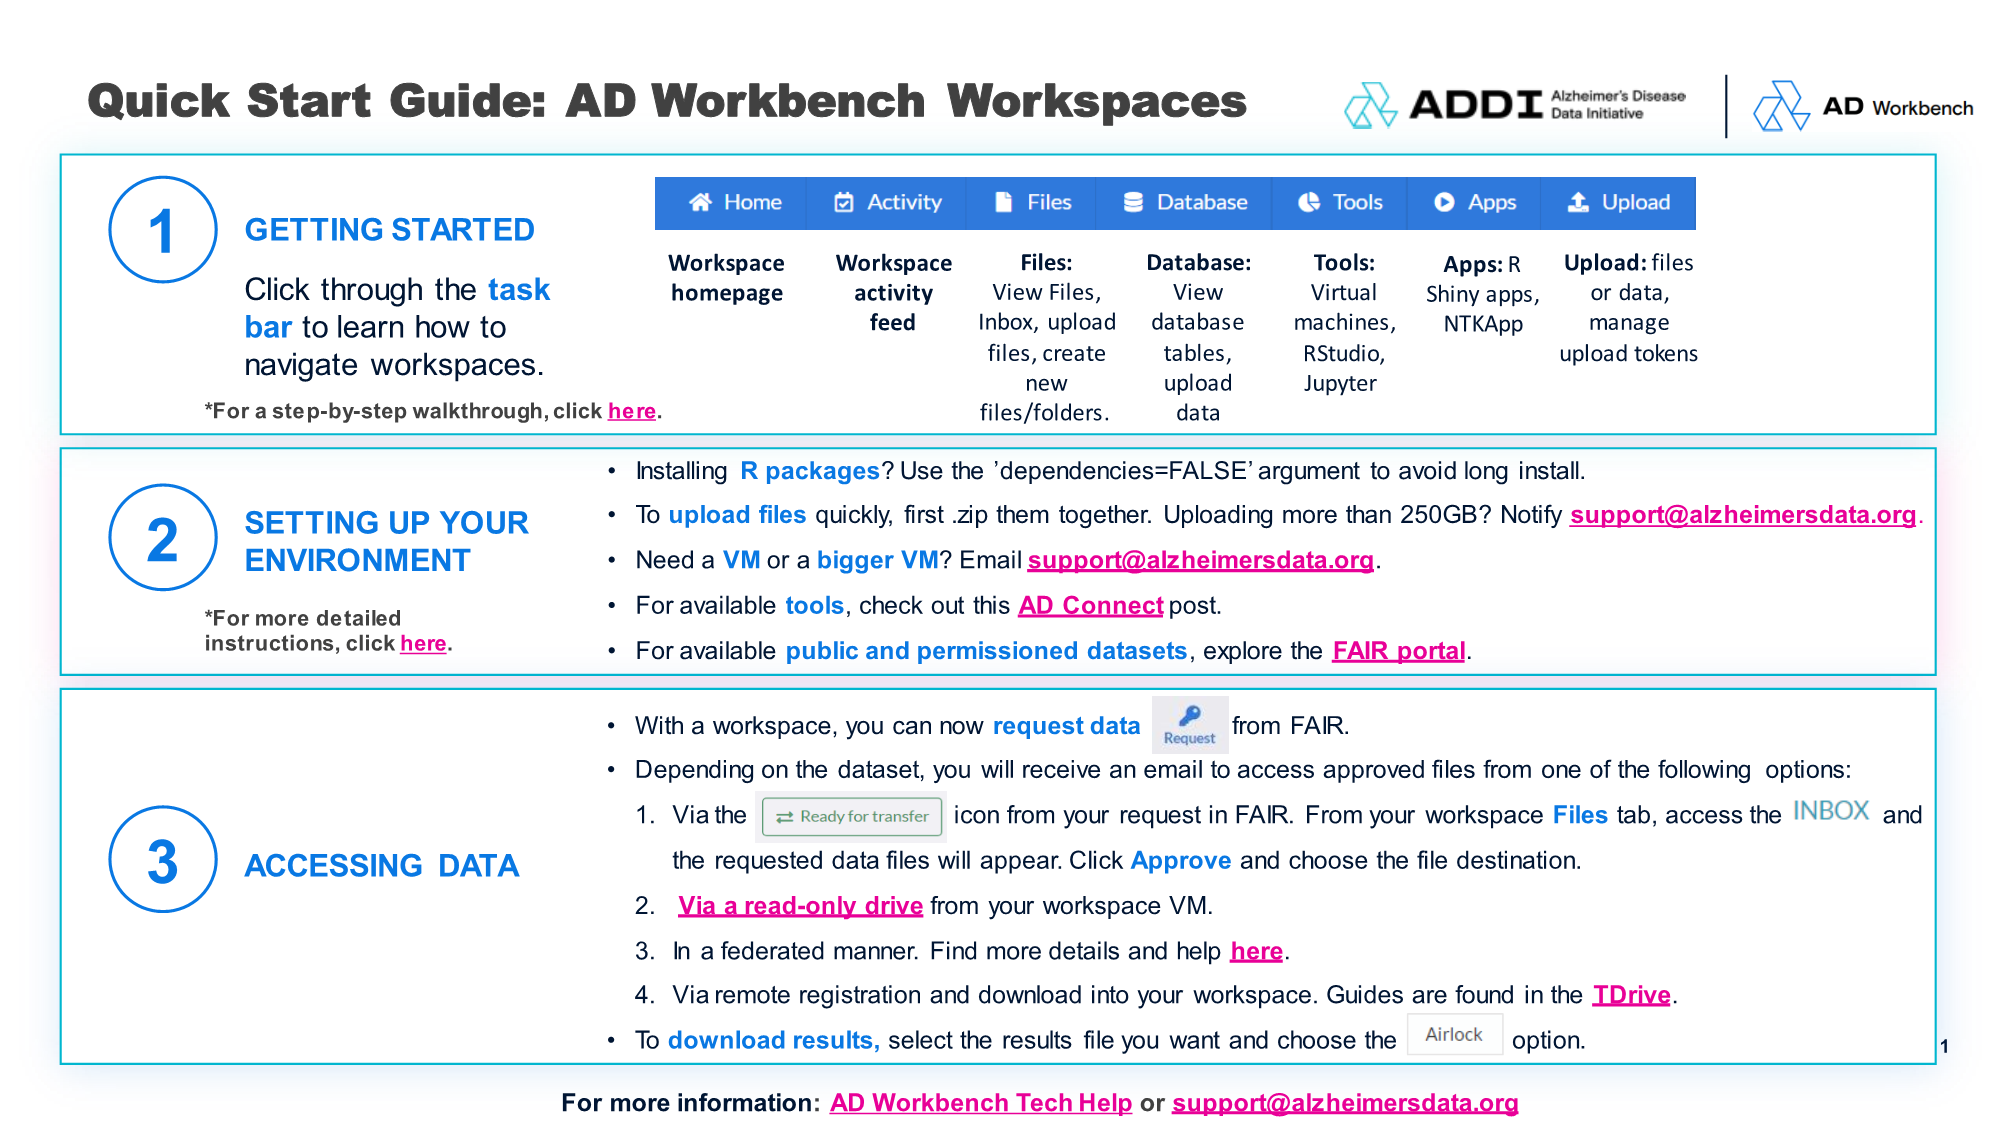 Quick Start Guide: AD Workbench Workspaces
ADDI Alzheimer's Disease
Data Initiative
AD Workbench
1
GETTING STARTED
Click through the task
bar to learn how to
navigate workspaces.
*For a step-by-step walkthrough, click here.
Home Activity Files Database Tools Apps Upload
Workspace
homepage
Workspace
activity
feed
Files:
View Files,
Inbox, upload
files, create
new
files/folders.
Database:
View
database
tables,
upload
data
Tools:
Virtual
machines,
RStudio,
Jupyter
Apps: R
Shiny apps,
NTKApp
Upload: files
or data,
manage
upload tokens
2
SETTING UP YOUR
ENVIRONMENT
*For more detailed
instructions, click here.
• Installing R packages? Use the ’dependencies=FALSE’ argument to avoid long install.
• To upload files quickly, first .zip them together. Uploading more than 250GB? Notify support@alzheimersdata.org.
• Need a VM or a bigger VM? Email support@alzheimersdata.org.
• For available tools, check out this AD Connect post.
• For available public and permissioned datasets, explore the FAIR portal.
3
ACCESSING DATA
• With a workspace, you can now request data Request from FAIR.
• Depending on the dataset, you will receive an email to access approved files from one of the following options:
1. Via the Ready for transfer icon from your request in FAIR. From your workspace Files tab, access the INBOX and
the requested data files will appear. Click Approve and choose the file destination.
2. Via a read-only drive from your workspace VM.
3. In a federated manner. Find more details and help here.
4. Via remote registration and download into your workspace. Guides are found in the TDrive.
• To download results, select the results file you want and choose the Airlock option.
1
For more information: AD Workbench Tech Help or support@alzheimersdata.org